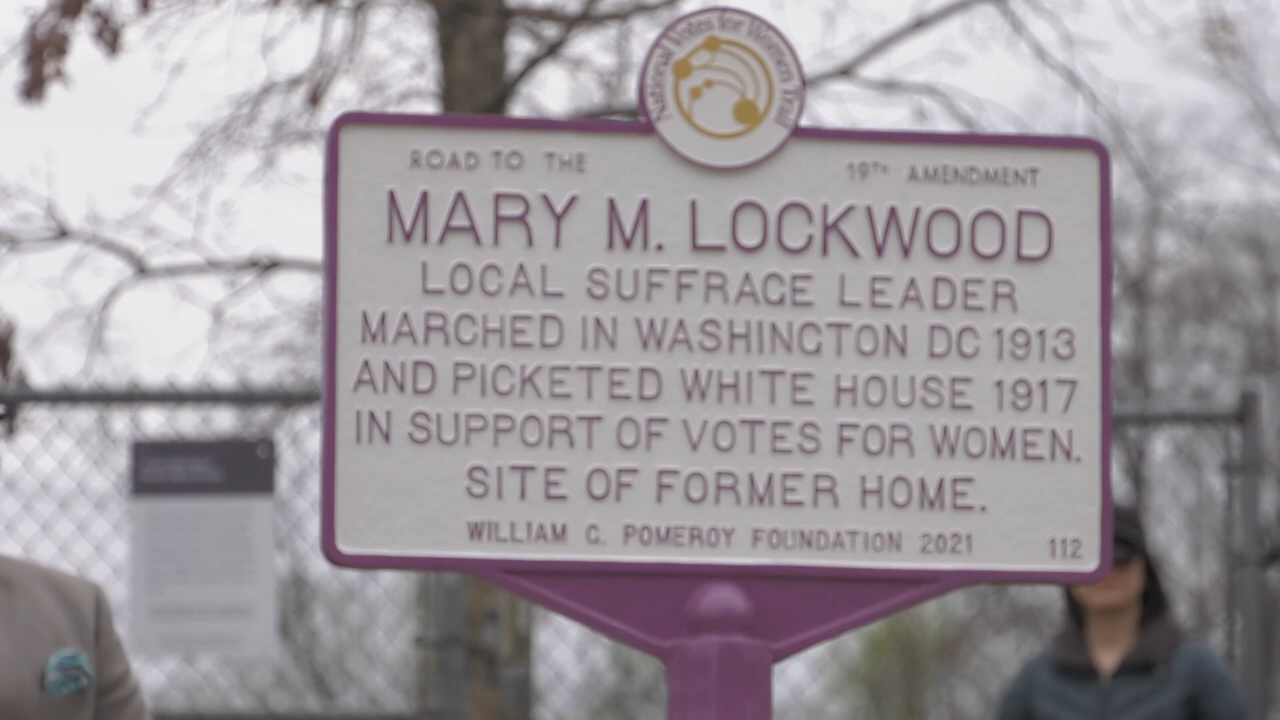 National Votes for Women Trail
ROAD TO THE 19TH AMENDMENT
MARY M. LOCKWOOD
LOCAL SUFFRAGE LEADER
MARCHED IN WASHINGTON DC 1913
AND PICKETED WHITE HOUSE 1917
IN SUPPORT OF VOTES FOR WOMEN.
SITE OF FORMER HOME.
WILLIAM G. POMEROY FOUNDATION 2021 112